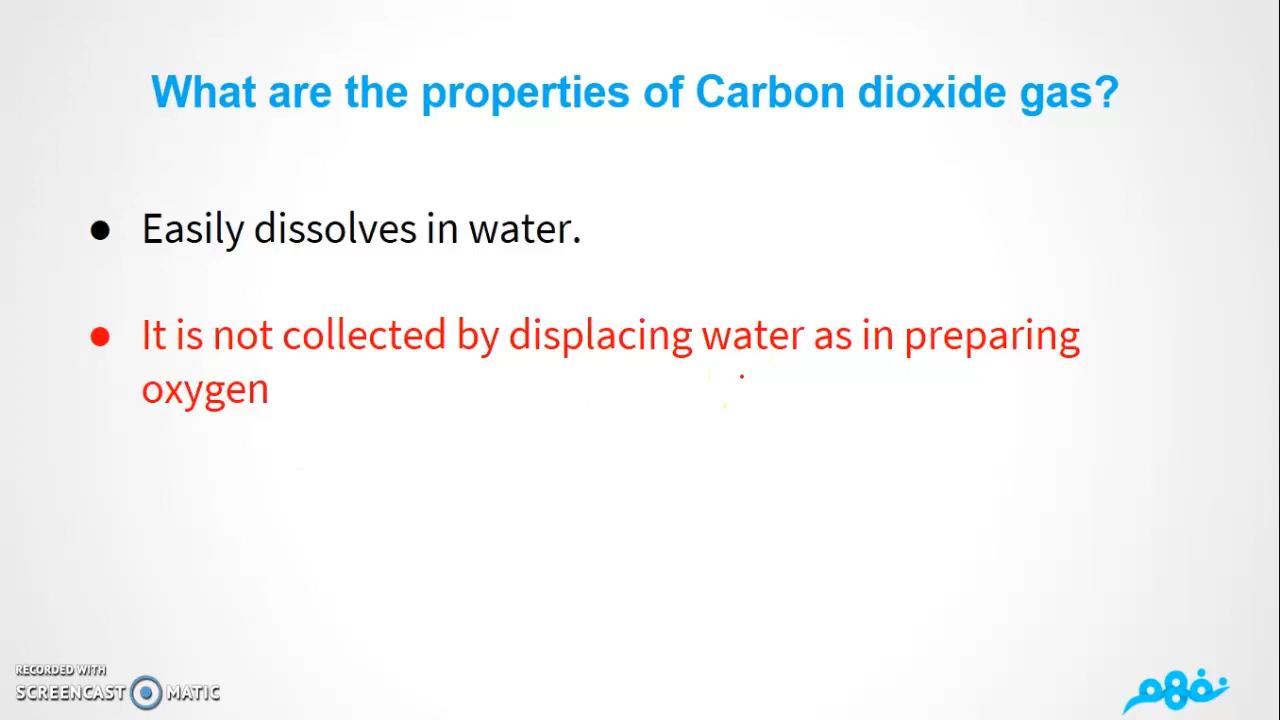 What are the properties of Carbon dioxide gas?
● Easily dissolves in water.
● It is not collected by displacing water as in preparing
oxygen
RECORDED WITH
SCREENCAST MATIC
نفهم